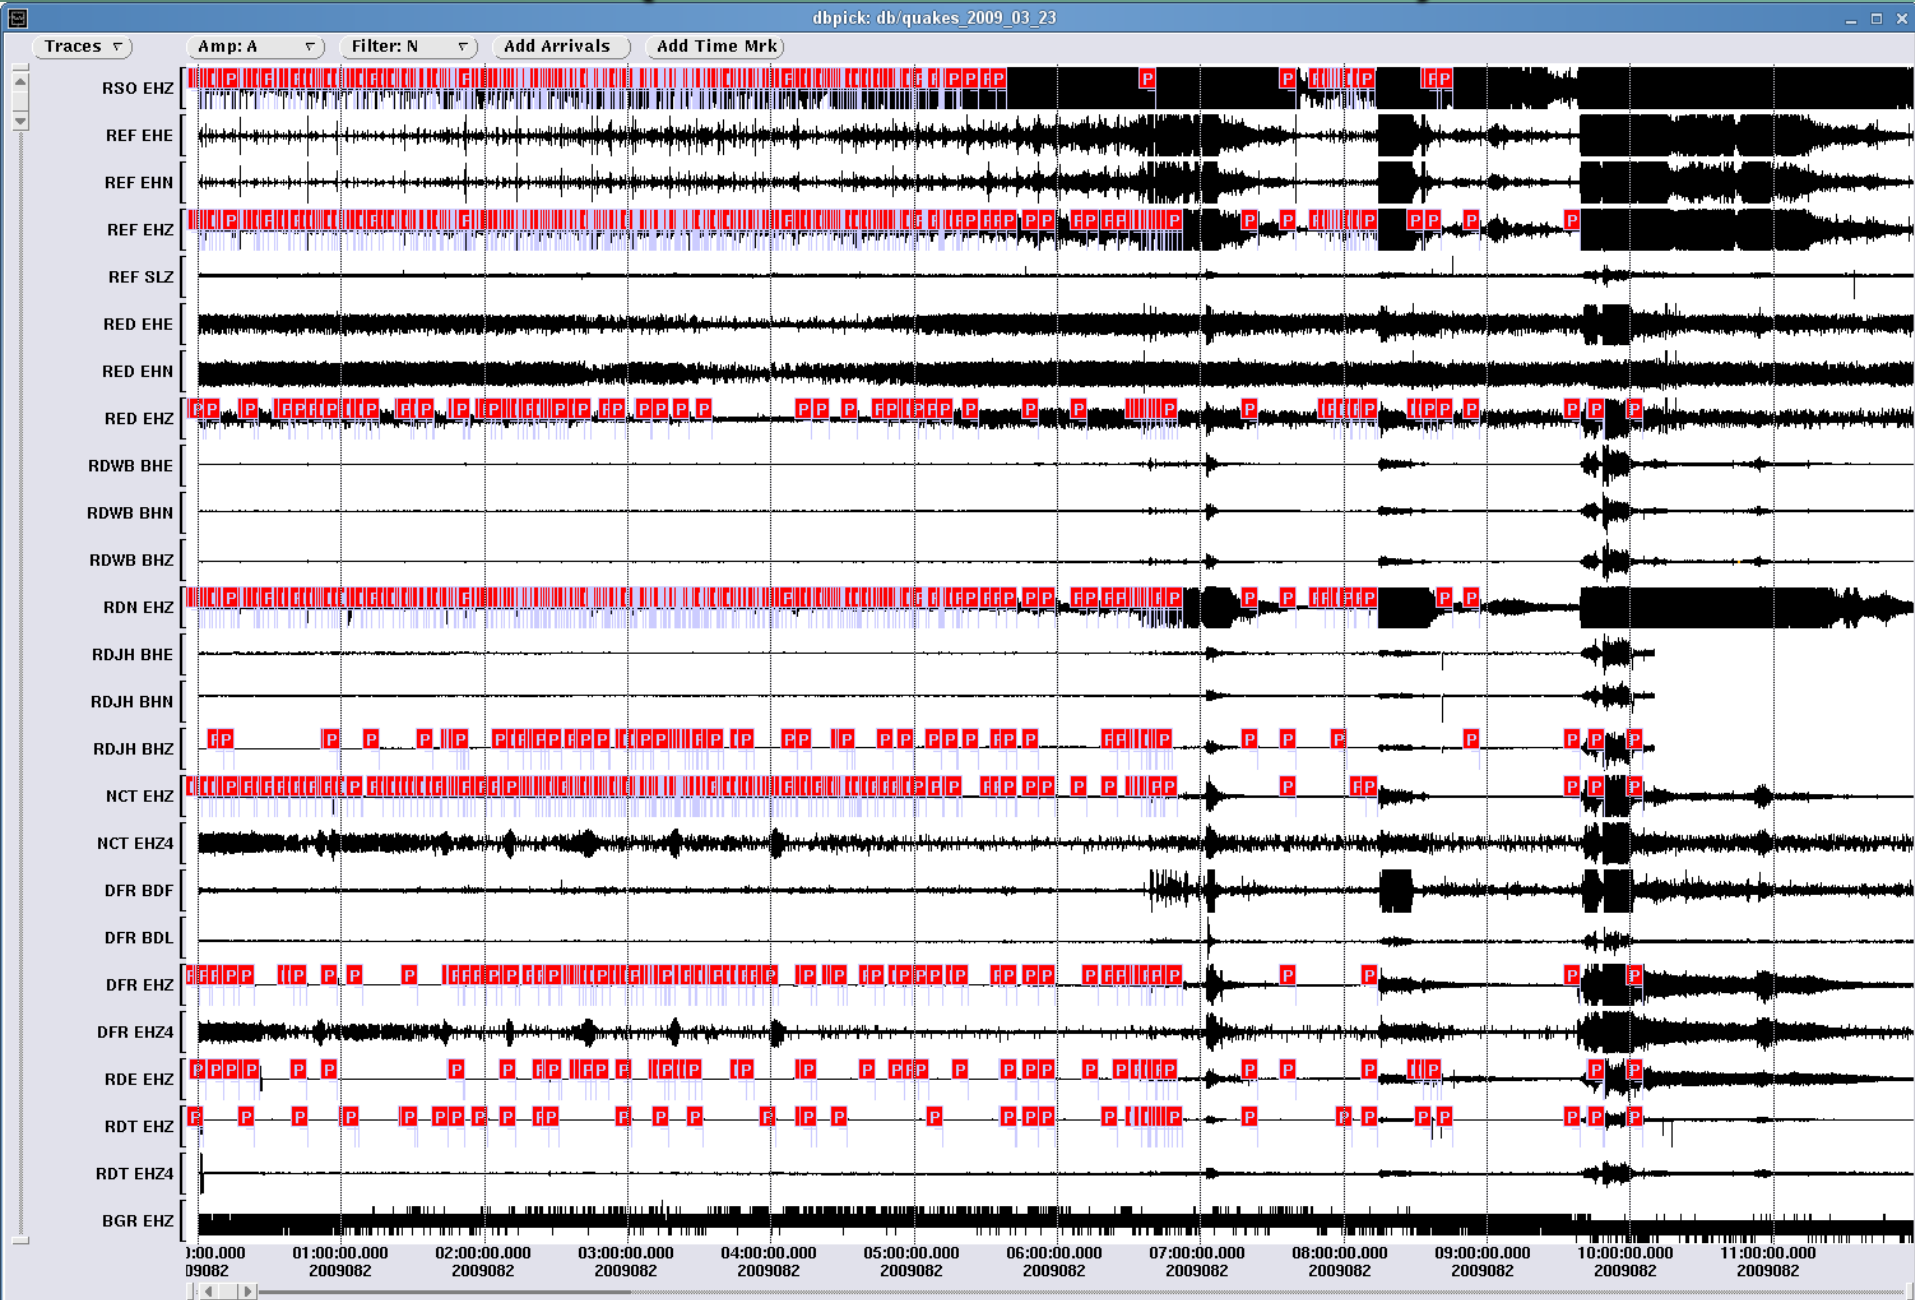 dbpick: db/quakes_2009_03_23
Traces Amp: A Filter: N Add Arrivals Add Time Mrk
RSO EHZ
REF EHE
REF EHN
REF EHZ
REF SLZ
RED EHE
RED EHN
RED EHZ
RDWB BHE
RDWB BHN
RDWB BHZ
RDN EHZ
RDJH BHE
RDJH BHN
RDJH BHZ
NCT EHZ
NCT EHZ4
DFR BDF
DFR BDL
DFR EHZ
DFR EHZ4
RDE EHZ
RDT EHZ
RDT EHZ4
BGR EHZ
0:00.000 01:00:00.000 02:00:00.000 03:00:00.000 04:00:00.000 05:00:00.000 06:00:00.000 07:00:00.000 08:00:00.000 09:00:00.000 10:00:00.000 11:00:00.000
09082 2009082 2009082 2009082 2009082 2009082 2009082 2009082 2009082 2009082 2009082 2009082